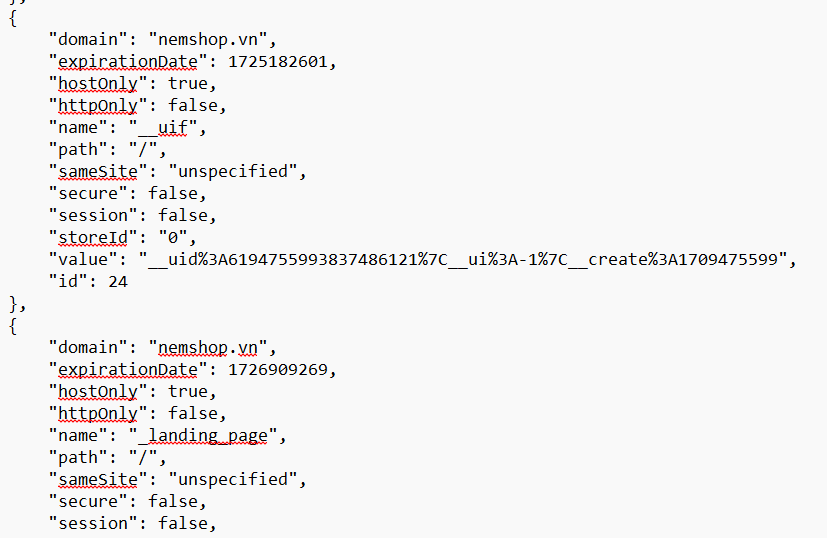 {
"domain": "nemshop.vn",
"expirationDate": 1725182601,
"hostOnly": true,
"httpOnly": false,
"name": "__uif",
"path": "/",
"sameSite": "unspecified",
"secure": false,
"session": false,
"storeId": "0",
"value": "__uid%3A6194755993837486121%7C__ui%3A-1%7C__create%3A1709475599",
"id": 24
},
{
"domain": "nemshop.vn",
"expirationDate": 1726909269,
"hostOnly": true,
"httpOnly": false,
"name": "_landing_page",
"path": "/",
"sameSite": "unspecified",
"secure": false,
"session": false,